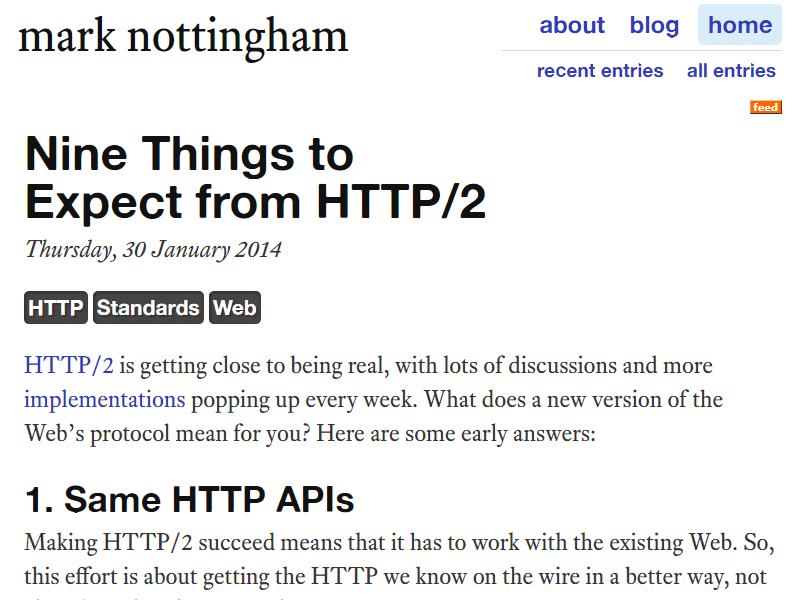 mark nottingham
about blog home
recent entries all entries
feed
Nine Things to
Expect from HTTP/2
Thursday, 30 January 2014
HTTP Standards Web
HTTP/2 is getting close to being real, with lots of discussions and more
implementations popping up every week. What does a new version of the
Web’s protocol mean for you? Here are some early answers:
1. Same HTTP APIs
Making HTTP/2 succeed means that it has to work with the existing Web. So,
this effort is about getting the HTTP we know on the wire in a better way, not